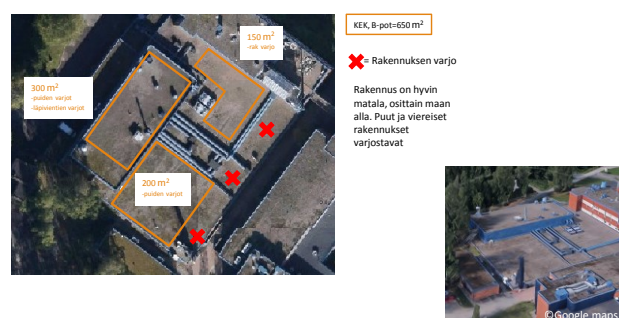 150 m²
-rak varjo
300 m²
-puiden varjot
-läpivientien varjot
200 m²
-puiden varjot
KEK, B-pot=650 m²
= Rakennuksen varjo
Rakennus on hyvin
matala, osittain maan
alla. Puut ja viereiset
rakennukset
varjostavat
©Google maps